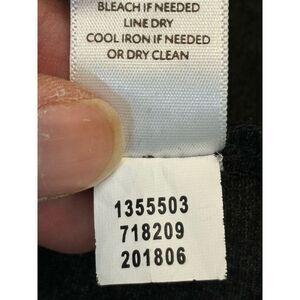 BLEACH IF NEEDED
LINE DRY
COOL IRON IF NEEDED
OR DRY CLEAN
1355503
718209
201806